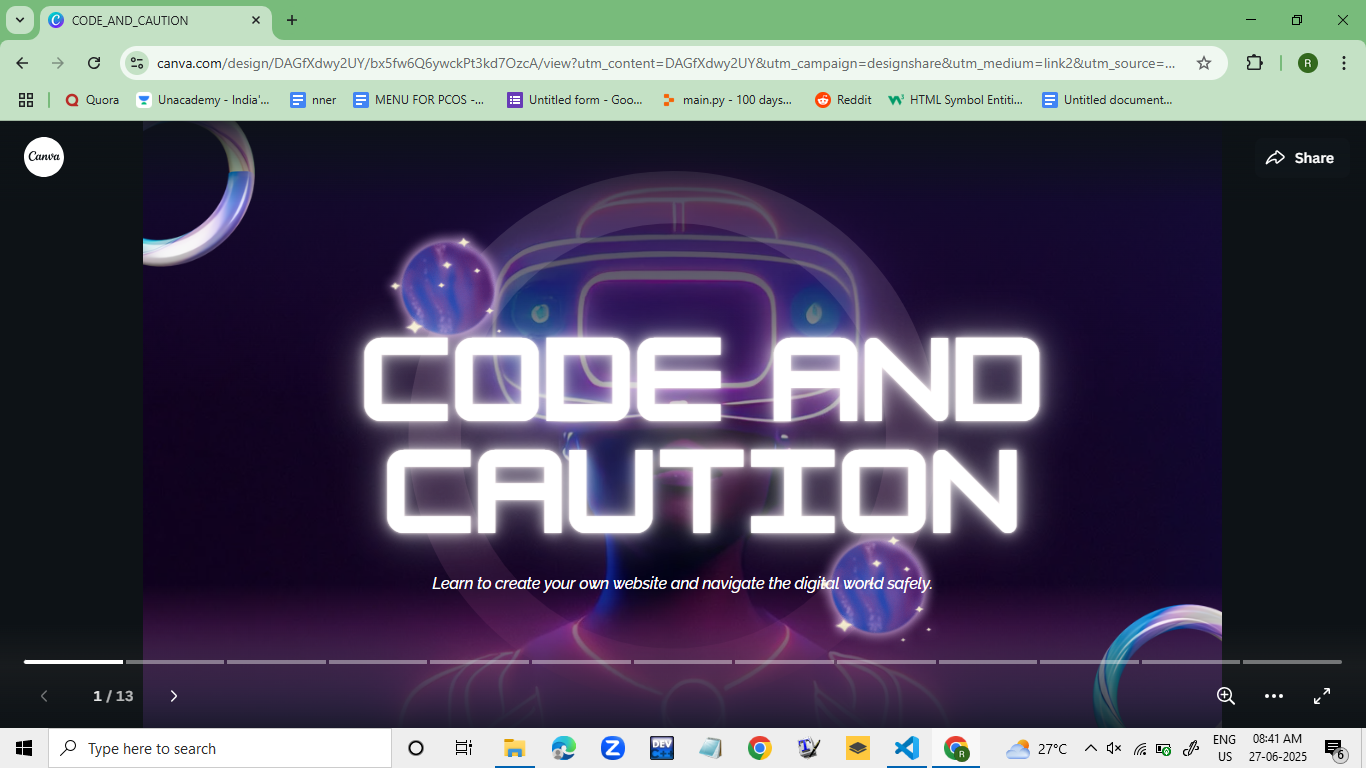 CODE_AND_CAUTION
canva.com/design/DAGfXdwy2UY/bx5fw6Q6ywckPt3kd7OzcA/view?utm_content=DAGfXdwy2UY&utm_campaign=designshare&utm_medium=link2&utm_source=...
R
Quora
Unacademy - India'...
nner
MENU FOR PCOS -...
Untitled form - Goo...
main.py - 100 days...
Reddit
HTML Symbol Entiti...
Untitled document...
Canva
Share
CODE AND
CAUTION
Learn to create your own website and navigate the digital world safely.
1 / 13
Type here to search
DEV
R
27°C
ENG
US
08:41 AM
27-06-2025
6